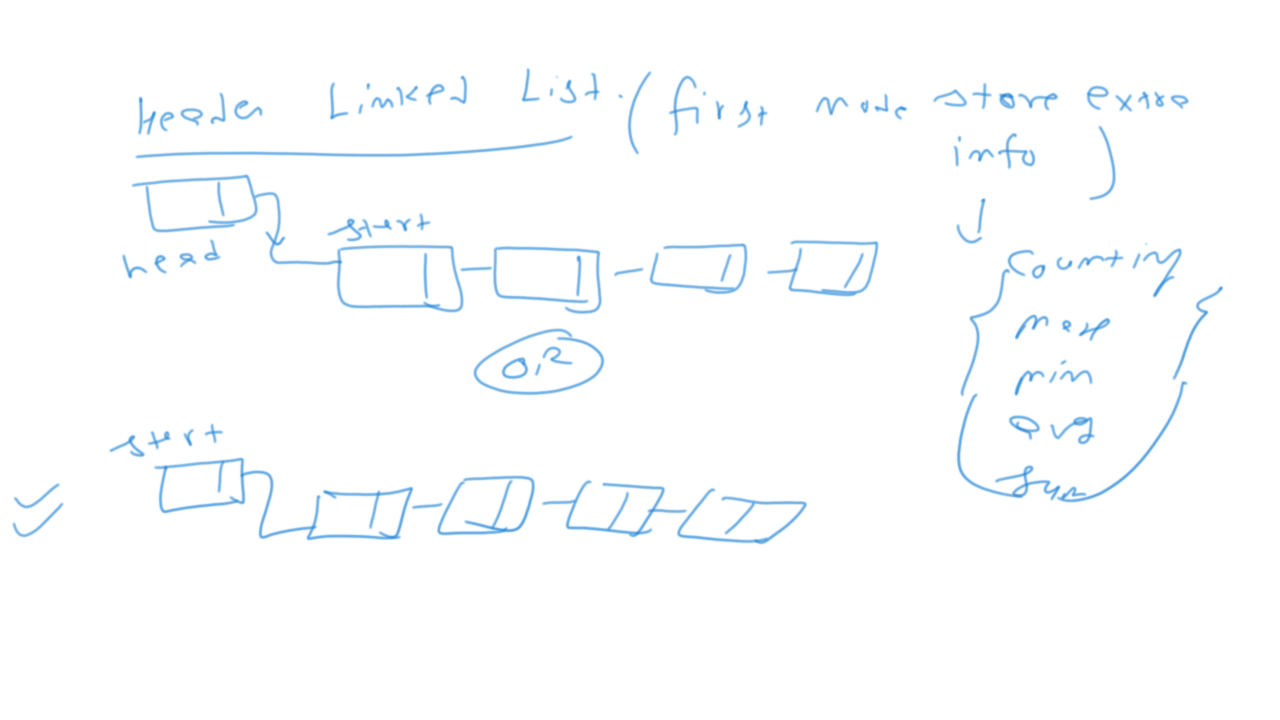 Header Linked List. (first node store extra
info)
head
start
Counting
max
min
avg
sum
OR
start